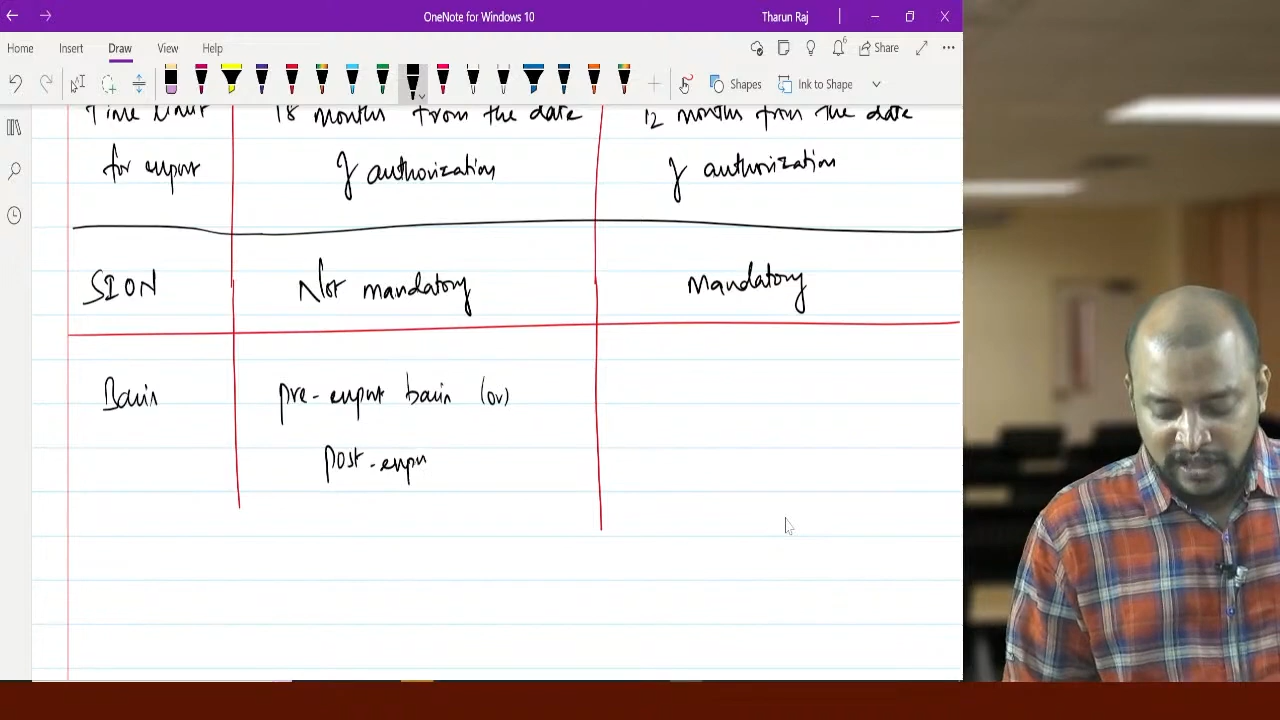 OneNote for Windows 10
Tharun Raj
Home Insert Draw View Help
6
Share
Shapes
Ink to Shape
Time limit 18 months from the date 12 months from the date
for export of authorization of authorization
SION Not mandatory Mandatory
Basis pre-export basis (or)
post-expo